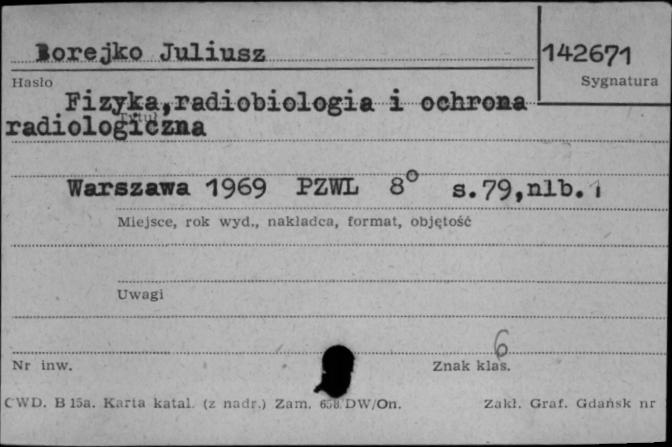 Borejko Juliusz
142671
Hasło
Sygnatura
Fizyka,radiobiologia i ochrona
Tytuł
radiologiczna
Warszawa 1969 PZWL 8° s.79,nlb.1
Miejsce, rok wyd., nakładca, format, objętość
Uwagi
6
Nr inw.
Znak klas.
CWD. B 15a. Karta katal. (z nadr.) Zam. 658/DW/On.
Zakł. Graf. Gdańsk nr